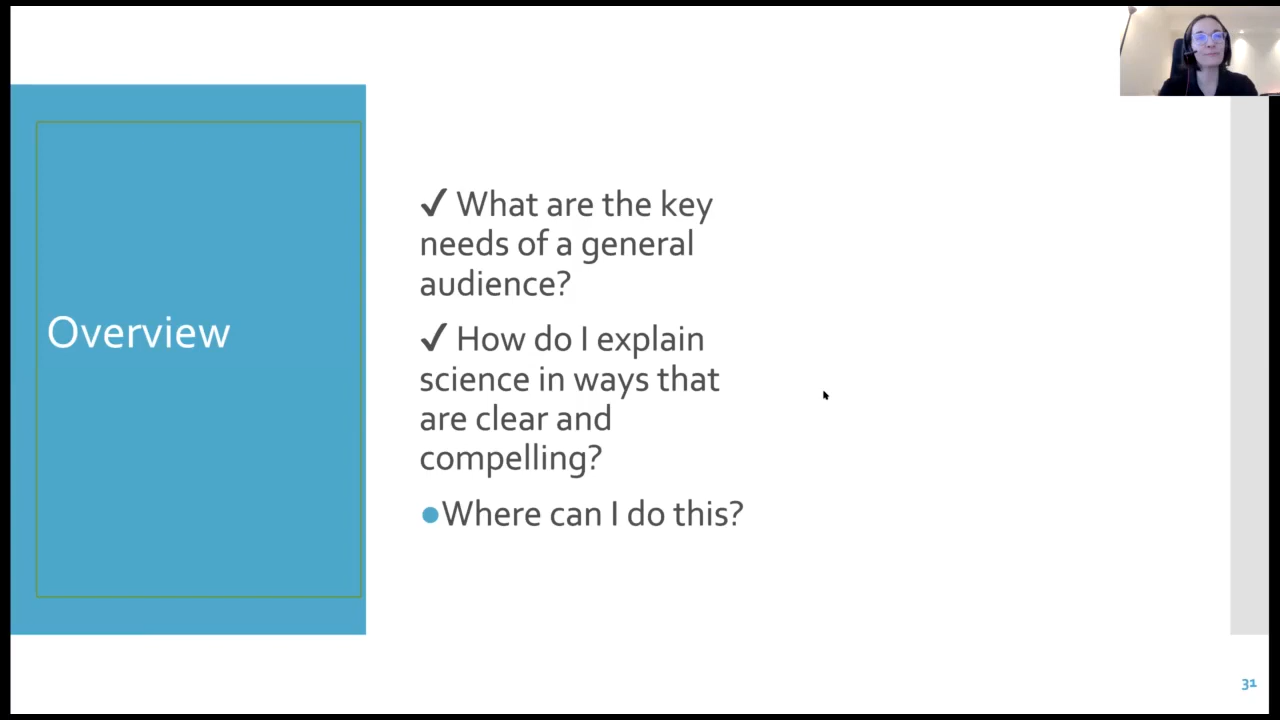 Overview
✓ What are the key
needs of a general
audience?
✓ How do I explain
science in ways that
are clear and
compelling?
●Where can I do this?
31